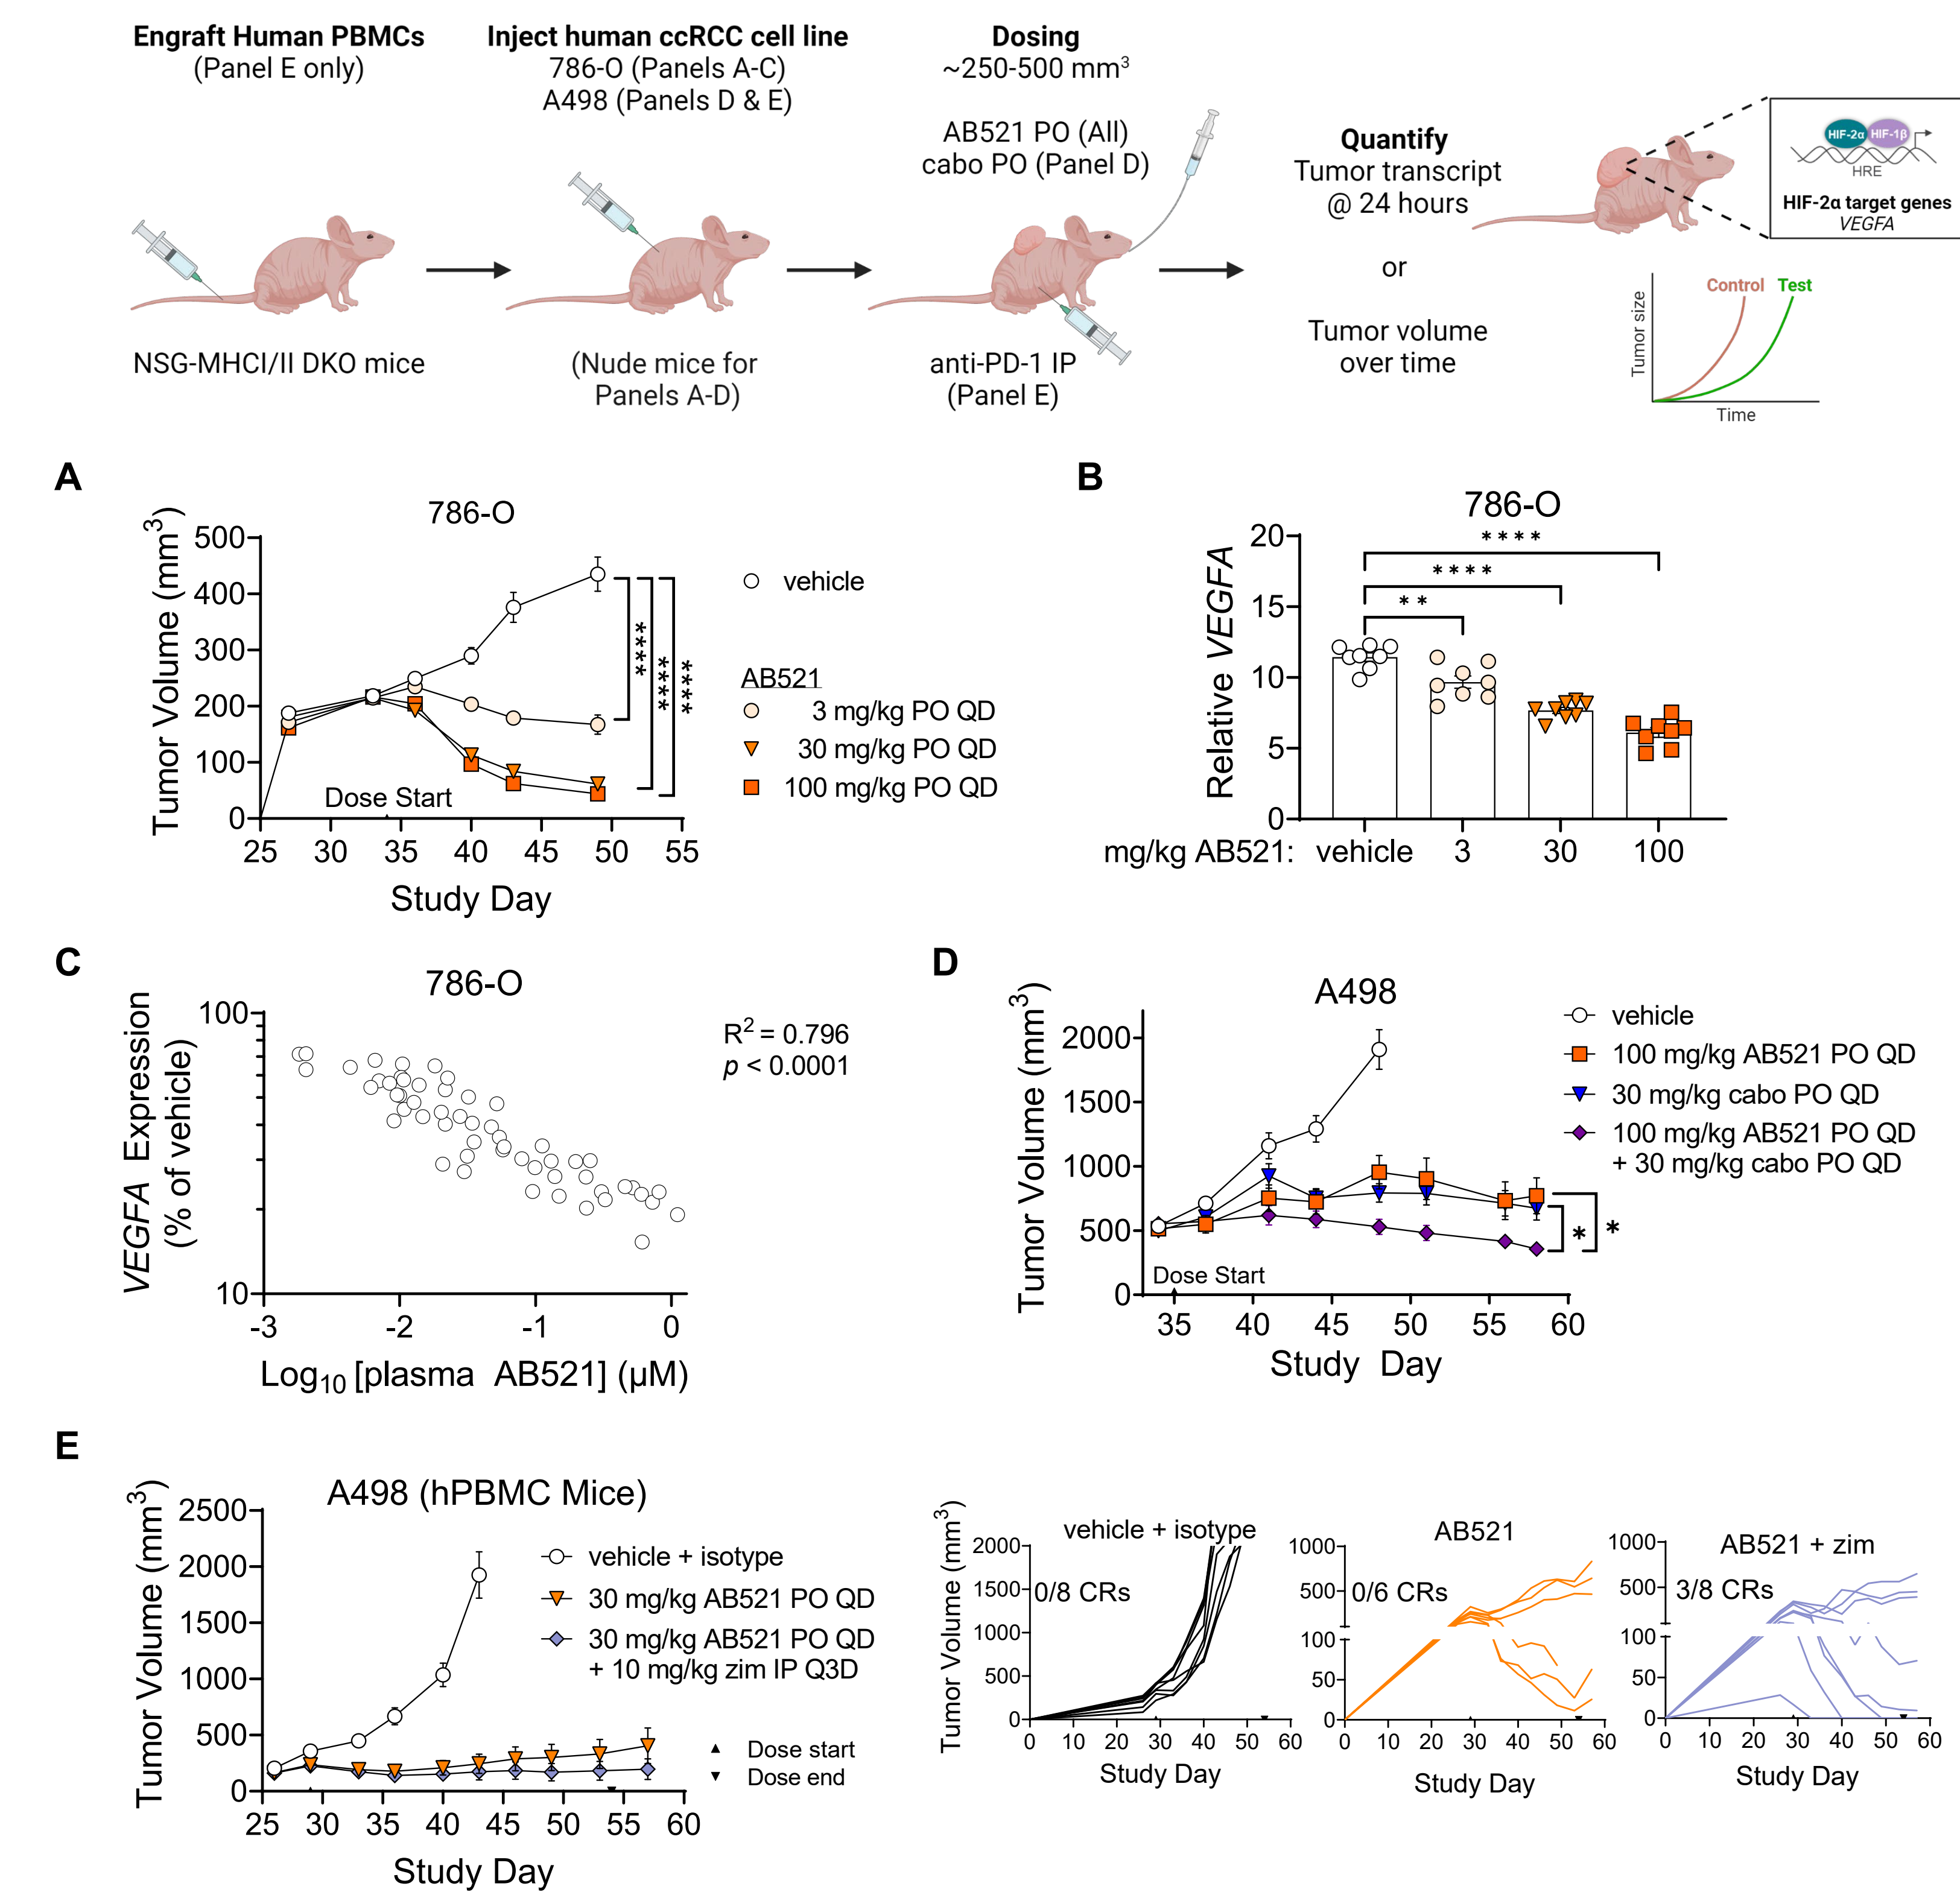 Engraft Human PBMCs
(Panel E only)
NSG-MHCI/II DKO mice
Inject human ccRCC cell line
786-O (Panels A-C)
A498 (Panels D & E)
(Nude mice for
Panels A-D)
Dosing
~250-500 mm3
AB521 PO (All)
cabo PO (Panel D)
anti-PD-1 IP
(Panel E)
Quantify
Tumor transcript
@ 24 hours
or
Tumor volume
over time
HIF-2α HIF-1β
HRE
HIF-2α target genes
VEGFA
Control Test
Tumor size
Time
A
786-O
Tumor Volume (mm3)
500
400
300
200
100
0
Dose Start
25 30 35 40 45 50 55
Study Day
****
****
****
vehicle
AB521
3 mg/kg PO QD
30 mg/kg PO QD
100 mg/kg PO QD
B
786-O
Relative VEGFA
20
15
10
5
0
****
****
**
mg/kg AB521: vehicle 3 30 100
C
786-O
VEGFA Expression
(% of vehicle)
100
10
R2 = 0.796
p < 0.0001
-3 -2 -1 0
Log10 [plasma AB521] (µM)
D
A498
Tumor Volume (mm3)
2000
1500
1000
500
0
Dose Start
35 40 45 50 55 60
Study Day
*
*
vehicle
100 mg/kg AB521 PO QD
30 mg/kg cabo PO QD
100 mg/kg AB521 PO QD
+ 30 mg/kg cabo PO QD
E
A498 (hPBMC Mice)
Tumor Volume (mm3)
2500
2000
1500
1000
500
0
25 30 35 40 45 50 55 60
Study Day
vehicle + isotype
30 mg/kg AB521 PO QD
30 mg/kg AB521 PO QD
+ 10 mg/kg zim IP Q3D
Dose start
Dose end
vehicle + isotype
Tumor Volume (mm3)
2000
1500
1000
500
0
0/8 CRs
0 10 20 30 40 50 60
Study Day
AB521
1000
500
100
50
0
0/6 CRs
0 10 20 30 40 50 60
Study Day
AB521 + zim
1000
500
100
50
0
3/8 CRs
0 10 20 30 40 50 60
Study Day